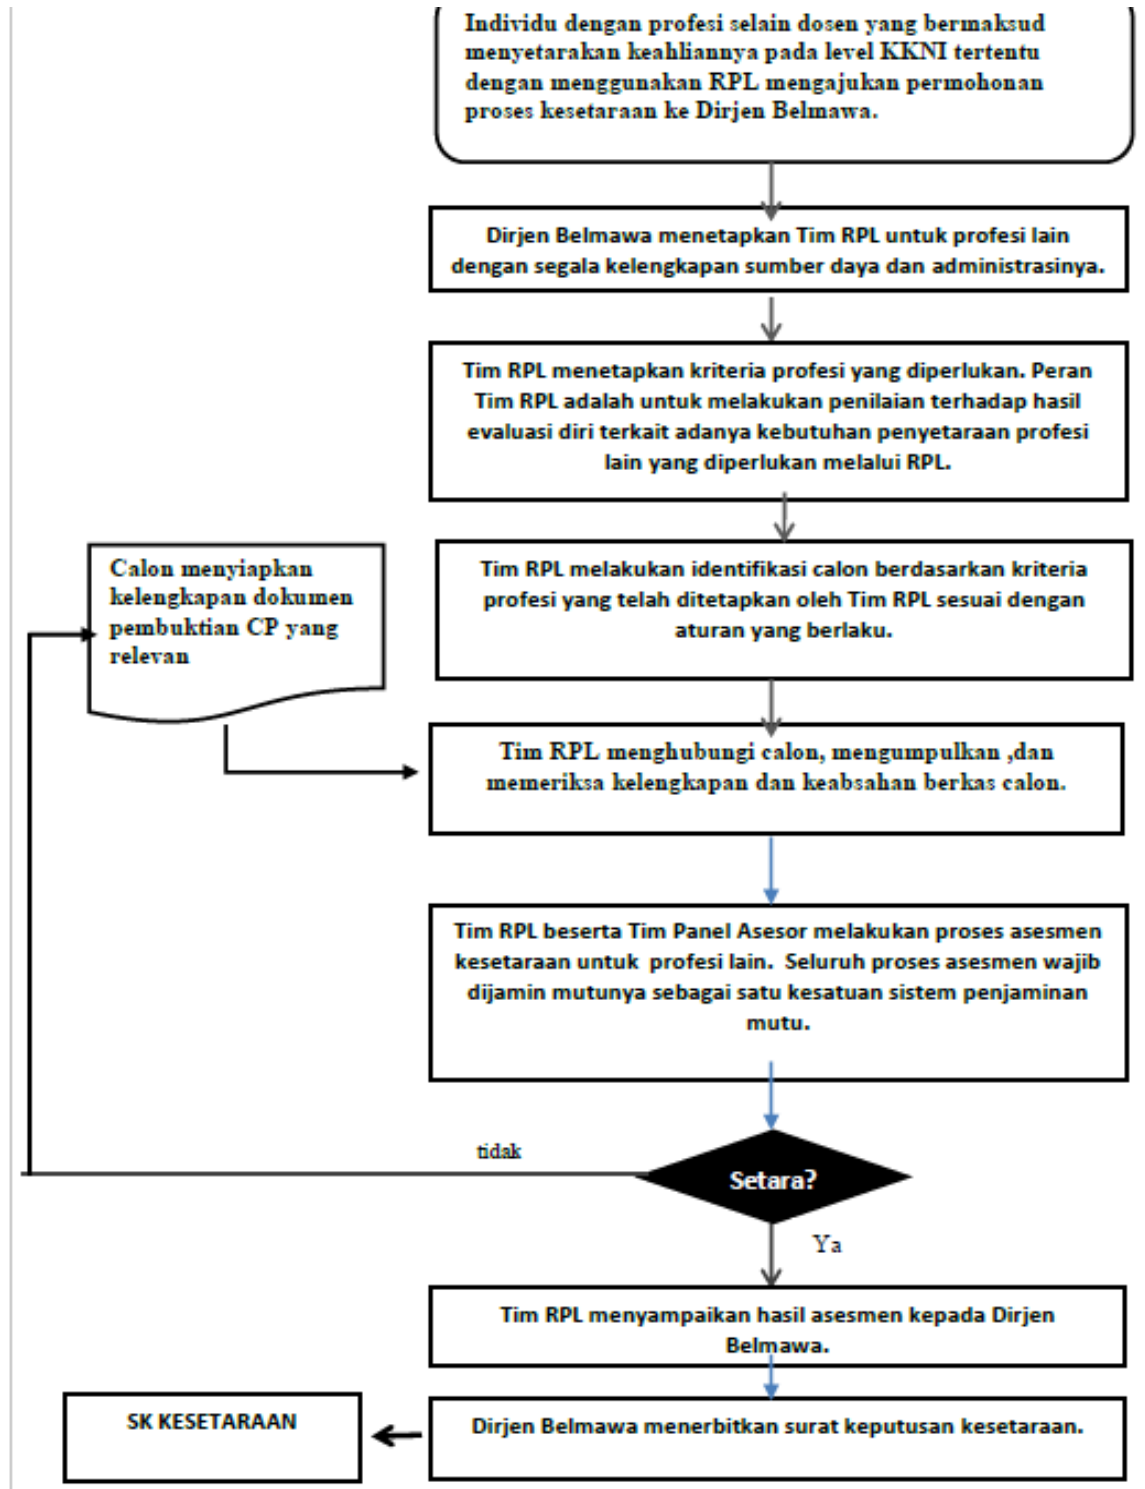 Individu dengan profesi selain dosen yang bermaksud
menyetarakan keahliannya pada level KKNI tertentu
dengan menggunakan RPL mengajukan permohonan
proses kesetaraan ke Dirjen Belmawa.
Dirjen Belmawa menetapkan Tim RPL untuk profesi lain
dengan segala kelengkapan sumber daya dan administrasinya.
Tim RPL menetapkan kriteria profesi yang diperlukan. Peran
Tim RPL adalah untuk melakukan penilaian terhadap hasil
evaluasi diri terkait adanya kebutuhan penyetaraan profesi
lain yang diperlukan melalui RPL.
Tim RPL melakukan identifikasi calon berdasarkan kriteria
profesi yang telah ditetapkan oleh Tim RPL sesuai dengan
aturan yang berlaku.
Calon menyiapkan
kelengkapan dokumen
pembuktian CP yang
relevan
Tim RPL menghubungi calon, mengumpulkan ,dan
memeriksa kelengkapan dan keabsahan berkas calon.
Tim RPL beserta Tim Panel Asesor melakukan proses asesmen
kesetaraan untuk profesi lain. Seluruh proses asesmen wajib
dijamin mutunya sebagai satu kesatuan sistem penjaminan
mutu.
tidak
Setara?
Ya
Tim RPL menyampaikan hasil asesmen kepada Dirjen
Belmawa.
Dirjen Belmawa menerbitkan surat keputusan kesetaraan.
SK KESETARAAN